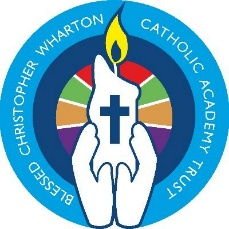 BLESSED CHRISTOPHER WHARTON
CATHOLIC ACADEMY TRUST